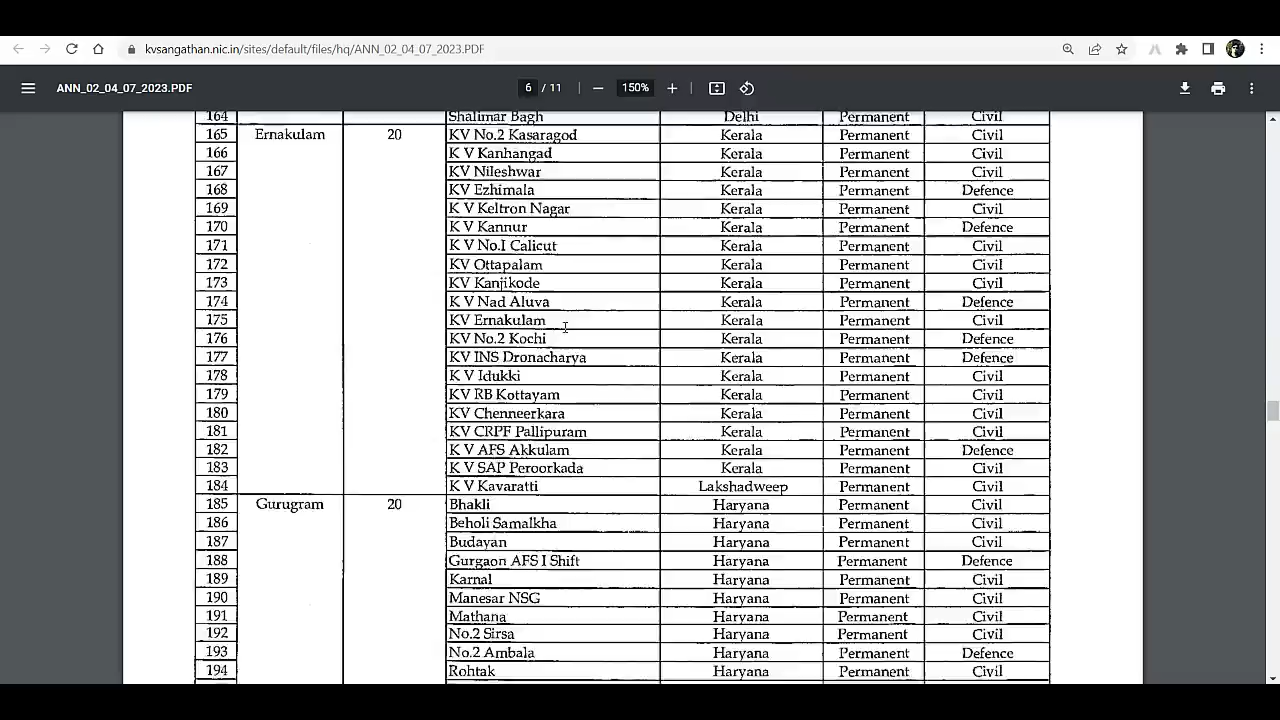 kvsangathan.nic.in/sites/default/files/hq/ANN_02_04_07_2023.PDF
ANN_02_04_07_2023.PDF 6 / 11 150%
164 Shalimar Bagh Delhi Permanent Civil
165 Ernakulam 20 KV No.2 Kasaragod Kerala Permanent Civil
166 K V Kanhangad Kerala Permanent Civil
167 KV Nileshwar Kerala Permanent Civil
168 KV Ezhimala Kerala Permanent Defence
169 K V Keltron Nagar Kerala Permanent Civil
170 K V Kannur Kerala Permanent Defence
171 K V No.I Calicut Kerala Permanent Civil
172 KV Ottapalam Kerala Permanent Civil
173 KV Kanjikode Kerala Permanent Civil
174 K V Nad Aluva Kerala Permanent Defence
175 KV Ernakulam Kerala Permanent Civil
176 KV No.2 Kochi Kerala Permanent Defence
177 KV INS Dronacharya Kerala Permanent Defence
178 K V Idukki Kerala Permanent Civil
179 KV RB Kottayam Kerala Permanent Civil
180 KV Chenneerkara Kerala Permanent Civil
181 KV CRPF Pallipuram Kerala Permanent Civil
182 K V AFS Akkulam Kerala Permanent Defence
183 K V SAP Peroorkada Kerala Permanent Civil
184 K V Kavaratti Lakshadweep Permanent Civil
185 Gurugram 20 Bhakli Haryana Permanent Civil
186 Beholi Samalkha Haryana Permanent Civil
187 Budayan Haryana Permanent Civil
188 Gurgaon AFS I Shift Haryana Permanent Defence
189 Karnal Haryana Permanent Civil
190 Manesar NSG Haryana Permanent Civil
191 Mathana Haryana Permanent Civil
192 No.2 Sirsa Haryana Permanent Civil
193 No.2 Ambala Haryana Permanent Defence
194 Rohtak Haryana Permanent Civil